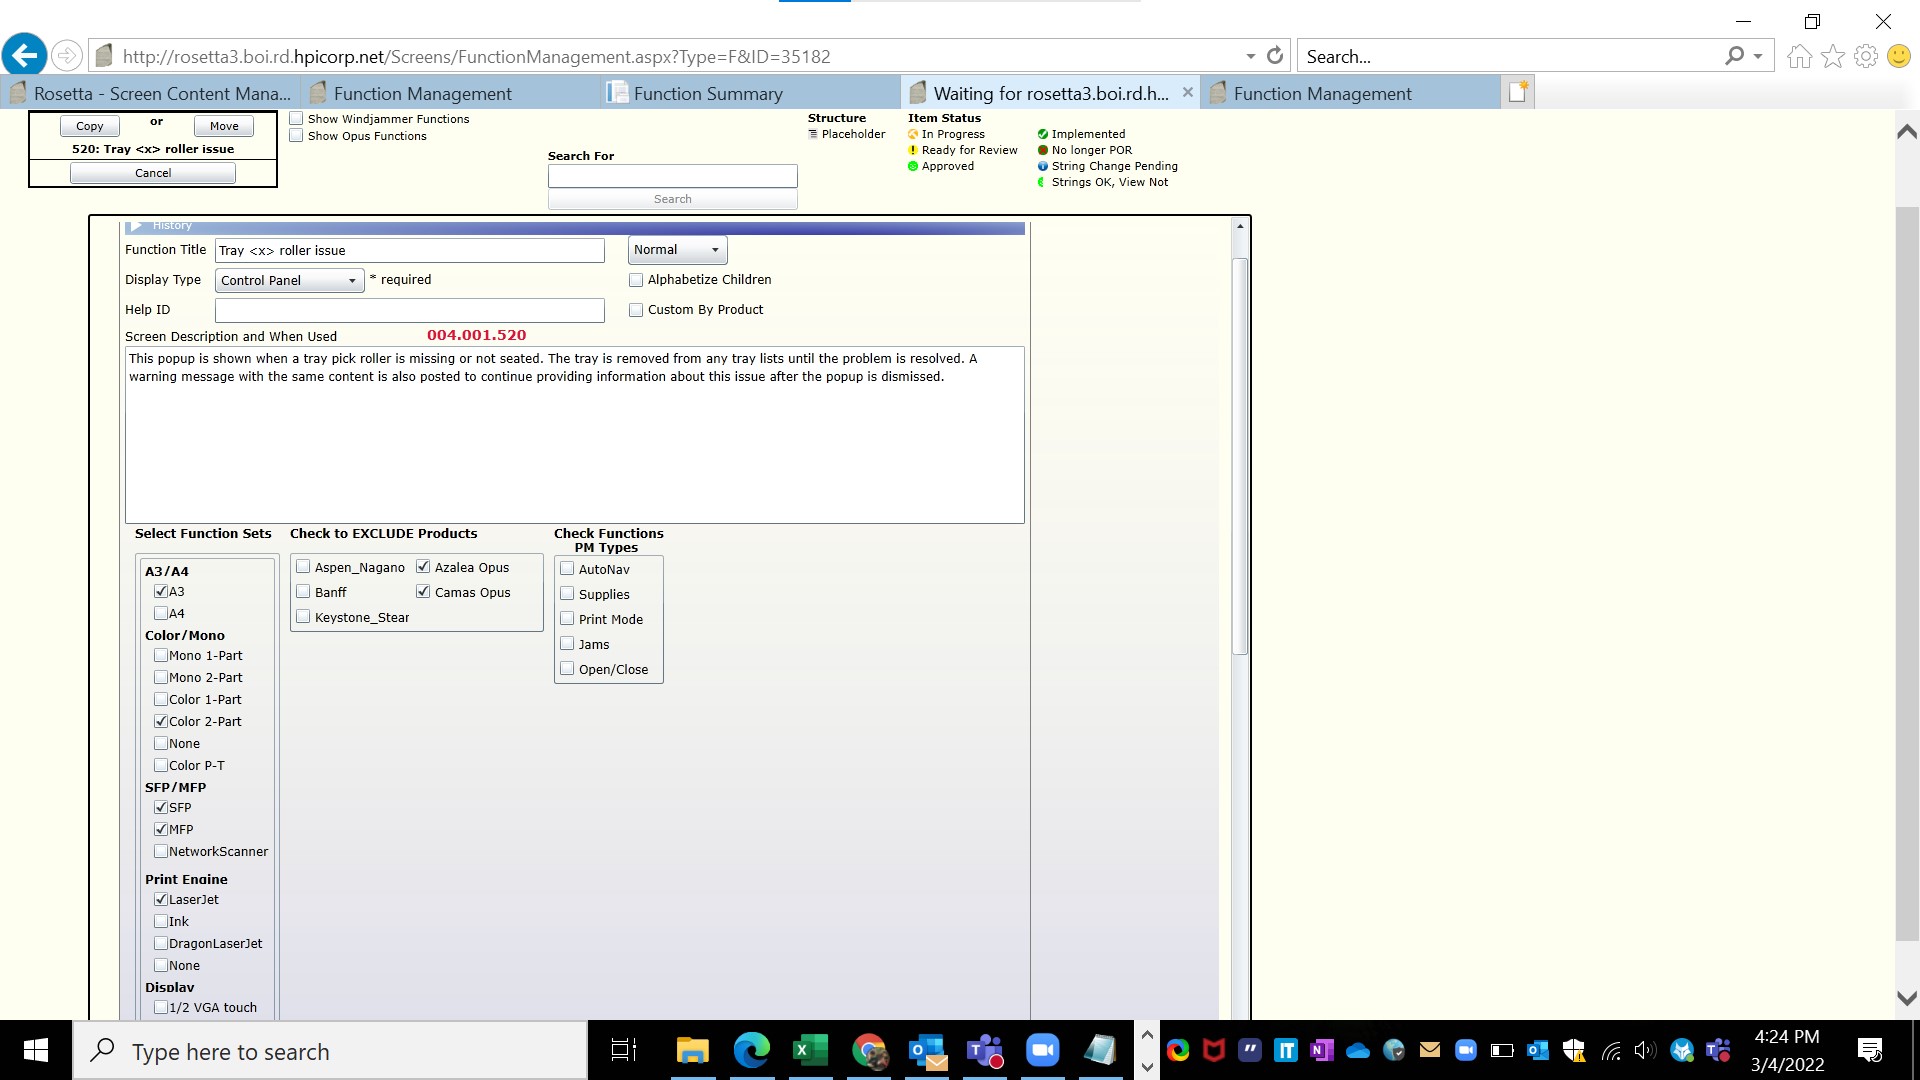 http://rosetta3.boi.rd.hpicorp.net/Screens/FunctionManagement.aspx?Type=F&ID=35182
Search...
Rosetta - Screen Content Mana...
Function Management
Function Summary
Waiting for rosetta3.boi.rd.h...
Function Management
Copy or Move
520: Tray <x> roller issue
Cancel
Show Windjammer Functions
Show Opus Functions
Search For
Search
Structure
Placeholder
Item Status
In Progress
Ready for Review
Approved
Implemented
No longer POR
String Change Pending
Strings OK, View Not
History
Function Title Tray <x> roller issue Normal
Display Type Control Panel * required Alphabetize Children
Help ID Custom By Product
Screen Description and When Used 004.001.520
This popup is shown when a tray pick roller is missing or not seated. The tray is removed from any tray lists until the problem is resolved. A
warning message with the same content is also posted to continue providing information about this issue after the popup is dismissed.
Select Function Sets
A3/A4
A3
A4
Color/Mono
Mono 1-Part
Mono 2-Part
Color 1-Part
Color 2-Part
None
Color P-T
SFP/MFP
SFP
MFP
NetworkScanner
Print Engine
LaserJet
Ink
DragonLaserJet
None
Display
1/2 VGA touch
Check to EXCLUDE Products
Aspen_Nagano Azalea Opus
Banff Camas Opus
Keystone_Stear
Check Functions
PM Types
AutoNav
Supplies
Print Mode
Jams
Open/Close
Type here to search
4:24 PM
3/4/2022